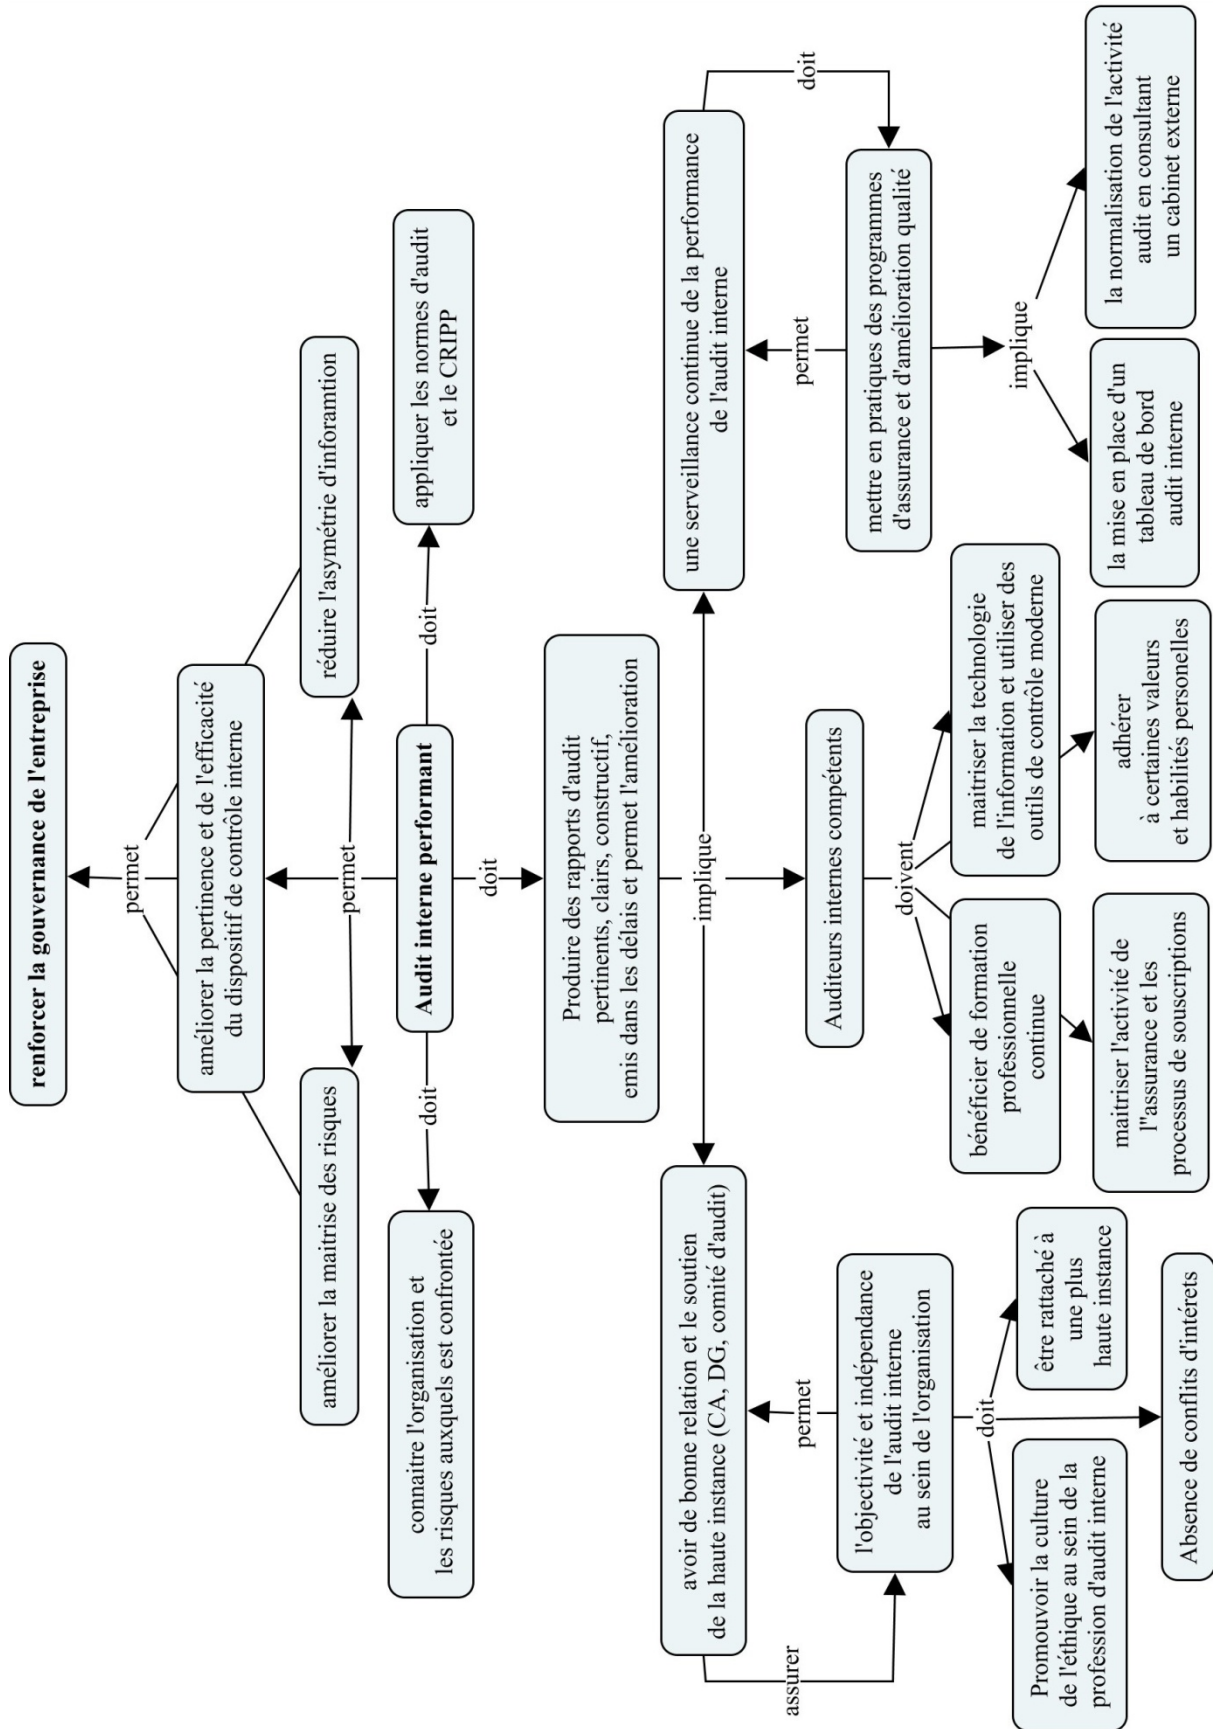 renforcer la gouvernance de l'entreprise
permet
améliorer la pertinence et de l'efficacité
du dispositif de contrôle interne
améliorer la maitrise des risques
permet
réduire l'asymétrie d'inforamtion
connaitre l'organisation et
les risques auxquels est confrontée
doit
Audit interne performant
doit
appliquer les normes d'audit
et le CRIPP
doit
Produire des rapports d'audit
pertinents, clairs, constructif,
emis dans les délais et permet l'amélioration
implique
avoir de bonne relation et le soutien
de la haute instance (CA, DG, comité d'audit)
assurer
permet
l'objectivité et indépendance
de l'audit interne
au sein de l'organisation
doit
Promouvoir la culture
de l'éthique au sein de la
profession d'audit interne
être rattaché à
une plus
haute instance
Absence de conflits d'intérets
Auditeurs internes compétents
doivent
bénéficier de formation
professionnelle
continue
maitriser la technologie
de l'information et utiliser des
outils de contrôle moderne
maitriser l'activité de
l"assurance et les
processus de souscriptions
adhérer
à certaines valeurs
et habilités personelles
une serveillance continue de la performance
de l'audit interne
permet
doit
mettre en pratiques des programmes
d'assurance et d'amélioration qualité
implique
la mise en place d'un
tableau de bord
audit interne
la normalisation de l'activité
audit en consultant
un cabinet externe